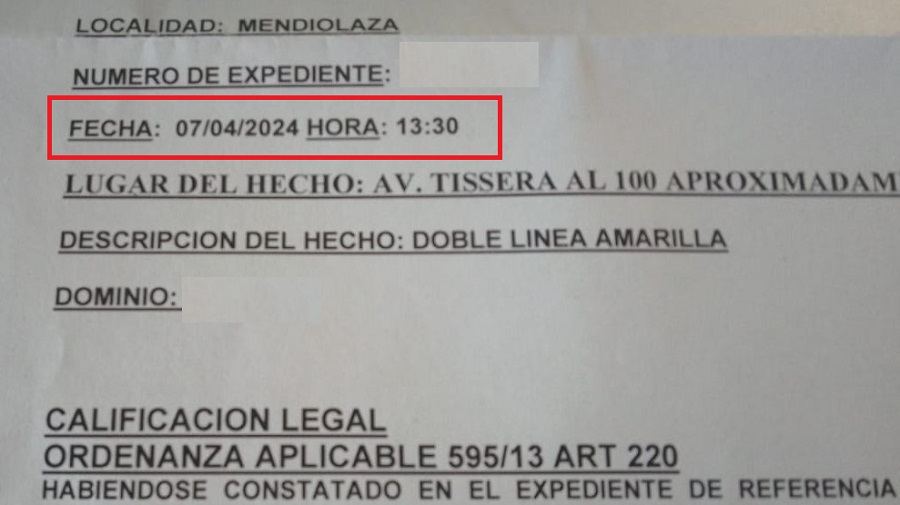 LOCALIDAD: MENDIOLAZA
NUMERO DE EXPEDIENTE:
FECHA: 07/04/2024 HORA: 13:30
LUGAR DEL HECHO: AV. TISSERA AL 100 APROXIMADAM
DESCRIPCION DEL HECHO: DOBLE LINEA AMARILLA
DOMINIO:
CALIFICACION LEGAL
ORDENANZA APLICABLE 595/13 ART 220
HABIENDOSE CONSTATADO EN EL EXPEDIENTE DE REFERENCIA